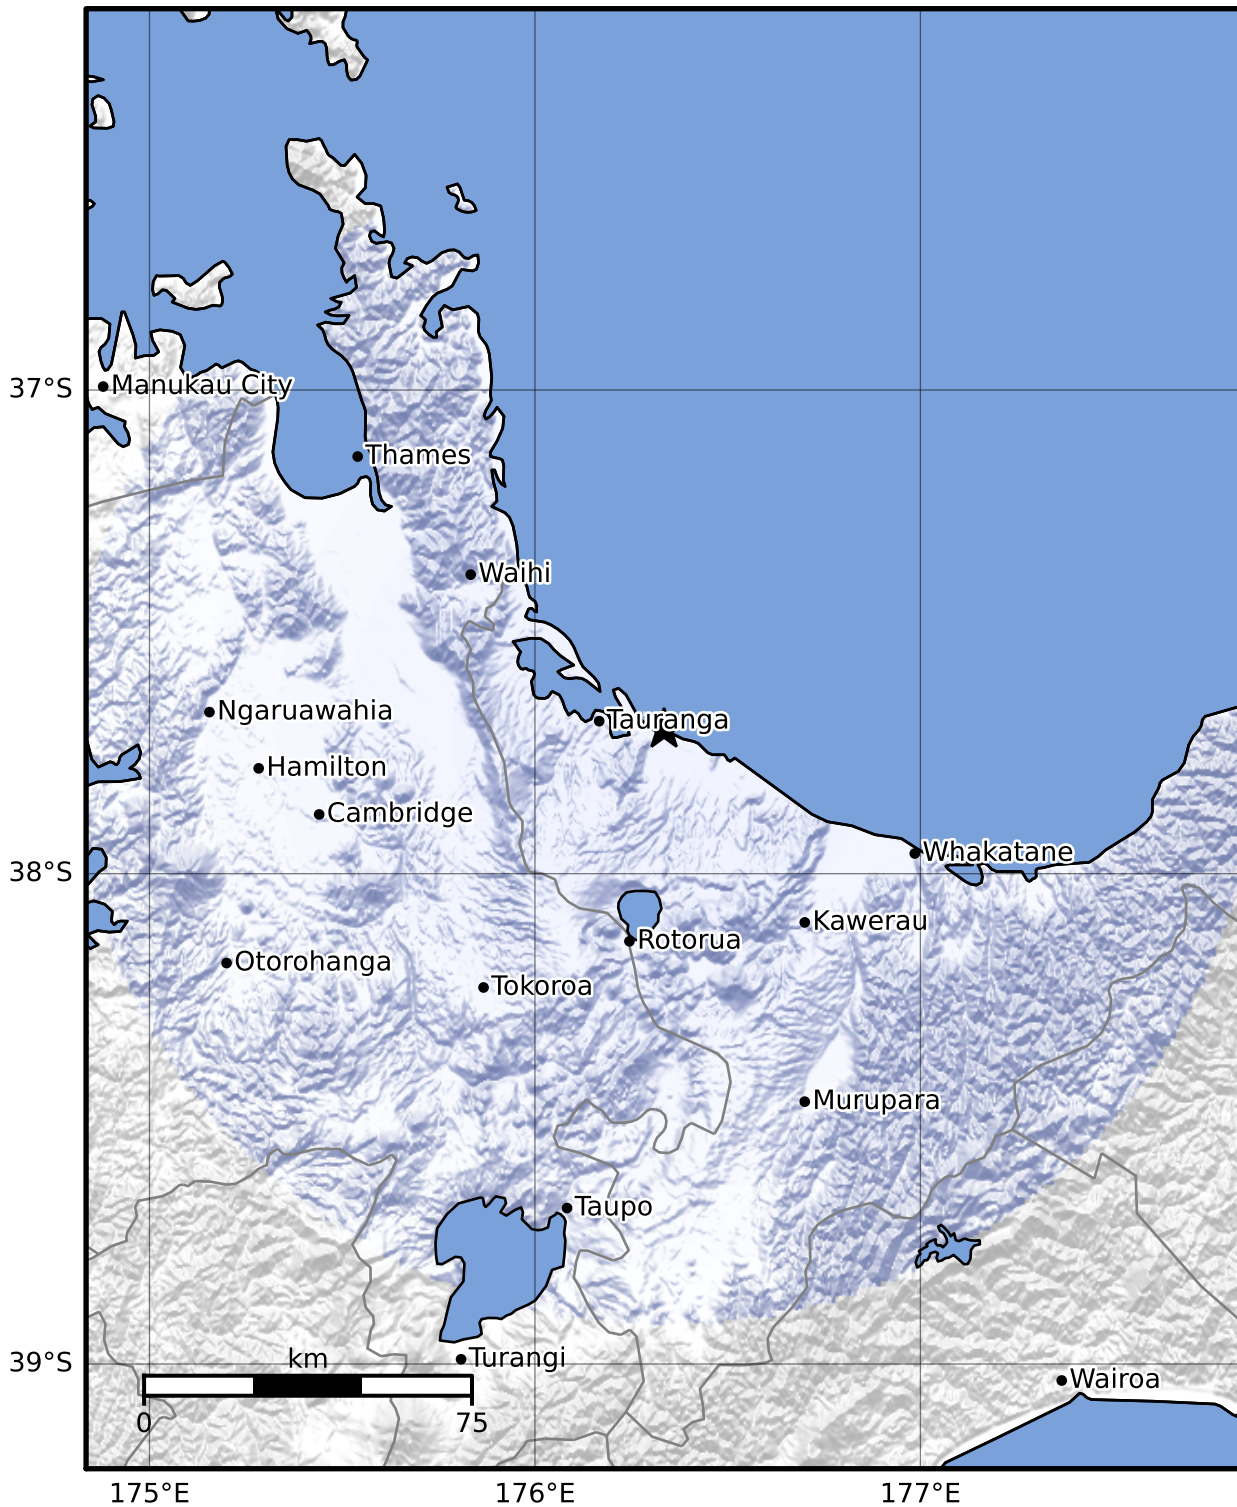 37°S
Manukau City
Thames
Waihi
Ngaruawahia
Tauranga
Hamilton
Cambridge
Whakatane
38°S
Kawerau
Rotorua
Otorohanga
Tokoroa
Murupara
Taupo
39°S
km
Turangi
Wairoa
0 75
175°E 176°E 177°E